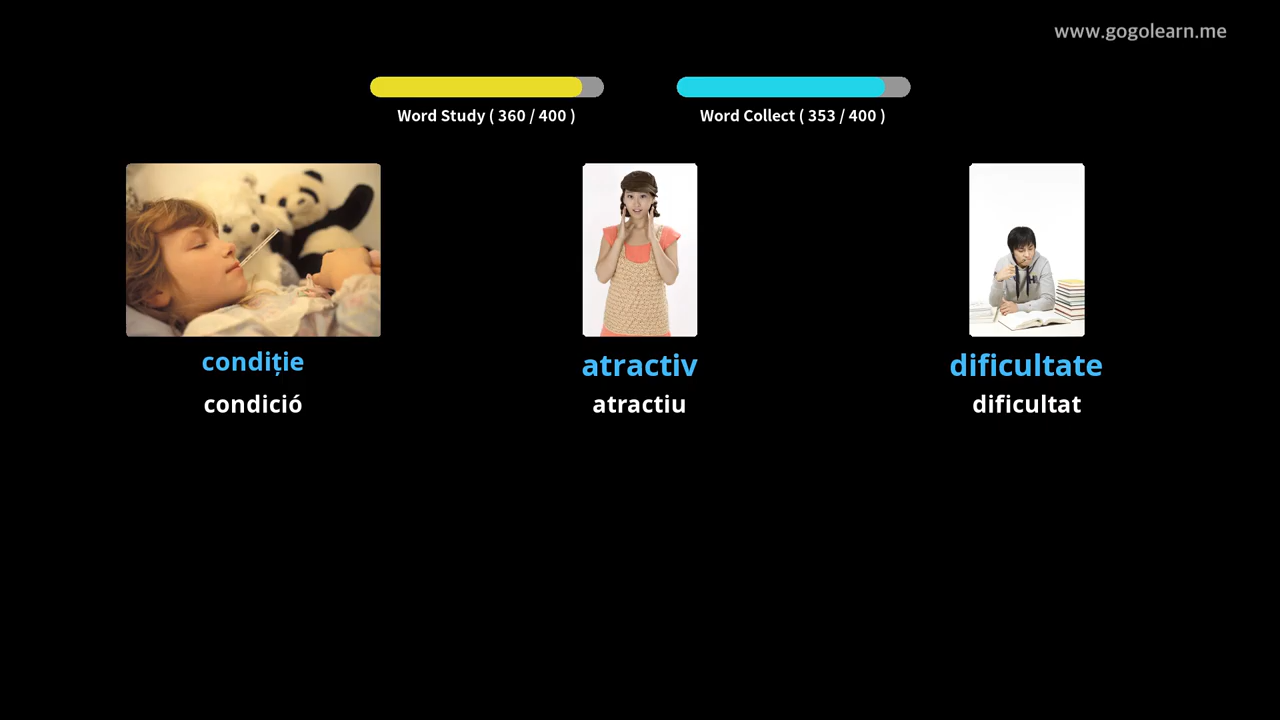 www.gogolearn.me
Word Study ( 360 / 400 )
Word Collect ( 353 / 400 )
condiție
atractiv
dificultate
condició
atractiu
dificultat